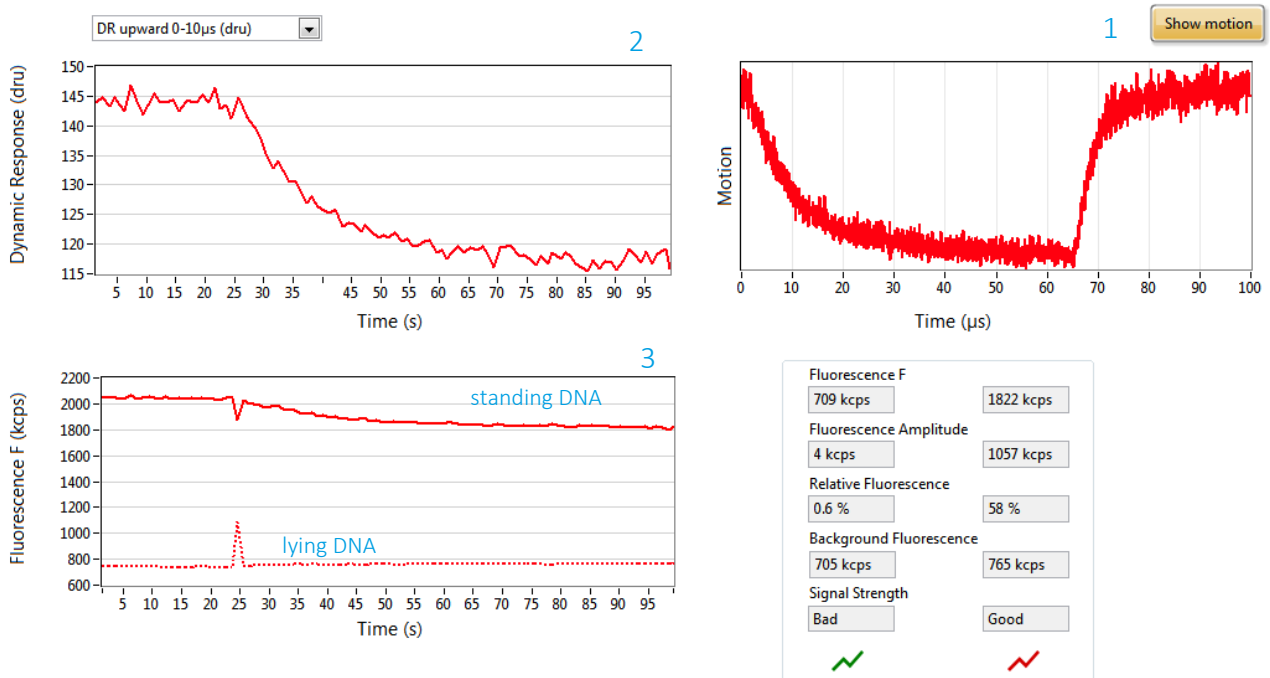 DR upward 0-10µs (dru)
2
Dynamic Response (dru)
150
145
140
135
130
125
120
115
5 10 15 20 25 30 35 45 50 55 60 65 70 75 80 85 90 95
Time (s)
1
Show motion
Motion
0 10 20 30 40 50 60 70 80 90 100
Time (µs)
3
Fluorescence F (kcps)
2200
2000
1800
1600
1400
1200
1000
800
600
standing DNA
lying DNA
5 10 15 20 25 30 35 40 45 50 55 60 65 70 75 80 85 90 95
Time (s)
Fluorescence F
709 kcps 1822 kcps
Fluorescence Amplitude
4 kcps 1057 kcps
Relative Fluorescence
0.6 % 58 %
Background Fluorescence
705 kcps 765 kcps
Signal Strength
Bad Good